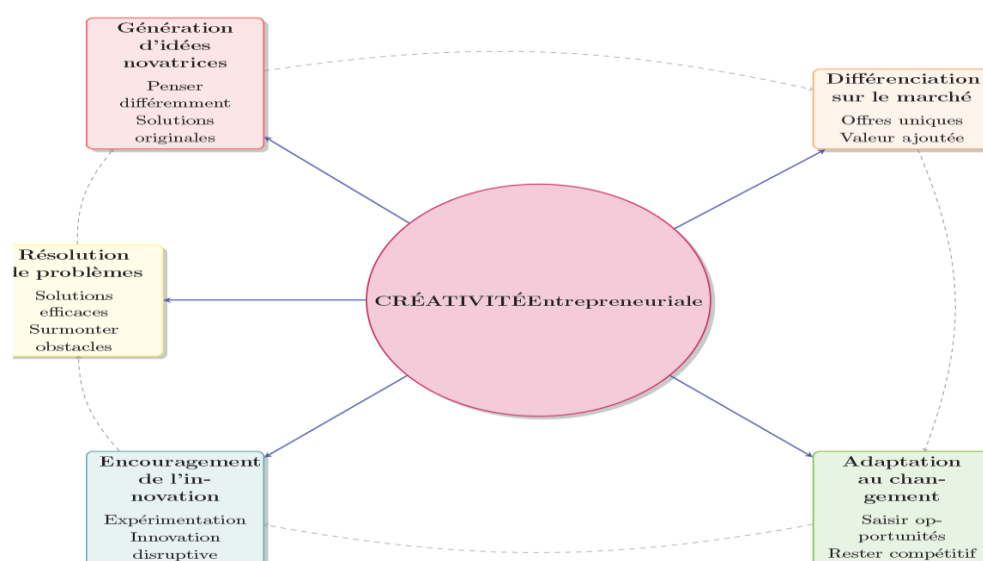 Génération
d'idées
novatrices
Penser
différemment
Solutions
originales
Différenciation
sur le marché
Offres uniques
Valeur ajoutée
Résolution
de problèmes
Solutions
efficaces
Surmonter
obstacles
CRÉATIVITÉEntrepreneuriale
Encouragement
de l'in-
novation
Expérimentation
Innovation
disruptive
Adaptation
au chan-
gement
Saisir op-
portunités
Rester compétitif